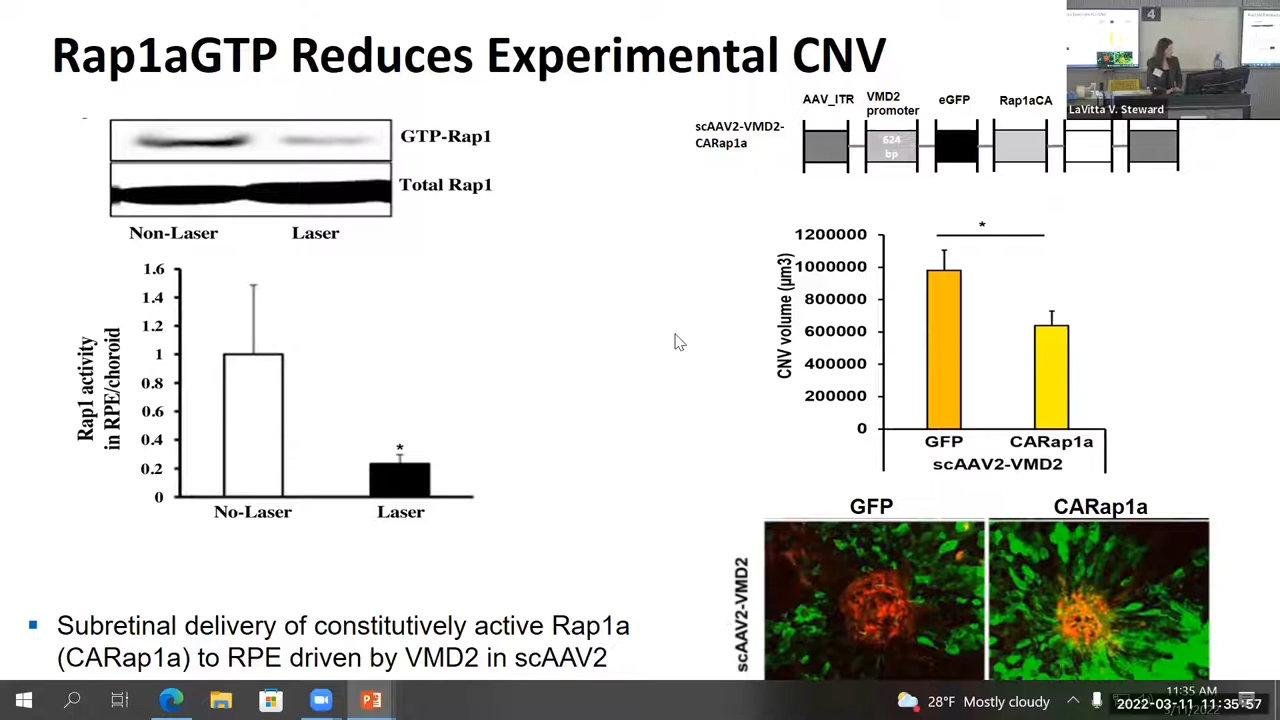 Rap1aGTP Reduces Experimental CNV
4
LaVitta V. Steward
GTP-Rap1
Total Rap1
Non-Laser
Laser
AAV_ITR
VMD2
promoter
eGFP
Rap1aCA
scAAV2-VMD2-
CARap1a
624
bp
1.6
1.4
1.2
1
0.8
0.6
0.4
0.2
0
Rap1 activity
in RPE/choroid
No-Laser
Laser
*
*
1200000
1000000
800000
600000
400000
200000
0
CNV volume (µm3)
GFP
CARap1a
scAAV2-VMD2
GFP
CARap1a
scAAV2-VMD2
Subretinal delivery of constitutively active Rap1a
(CARap1a) to RPE driven by VMD2 in scAAV2
28°F Mostly cloudy
11:35 AM
2022-03-11 11:35:57